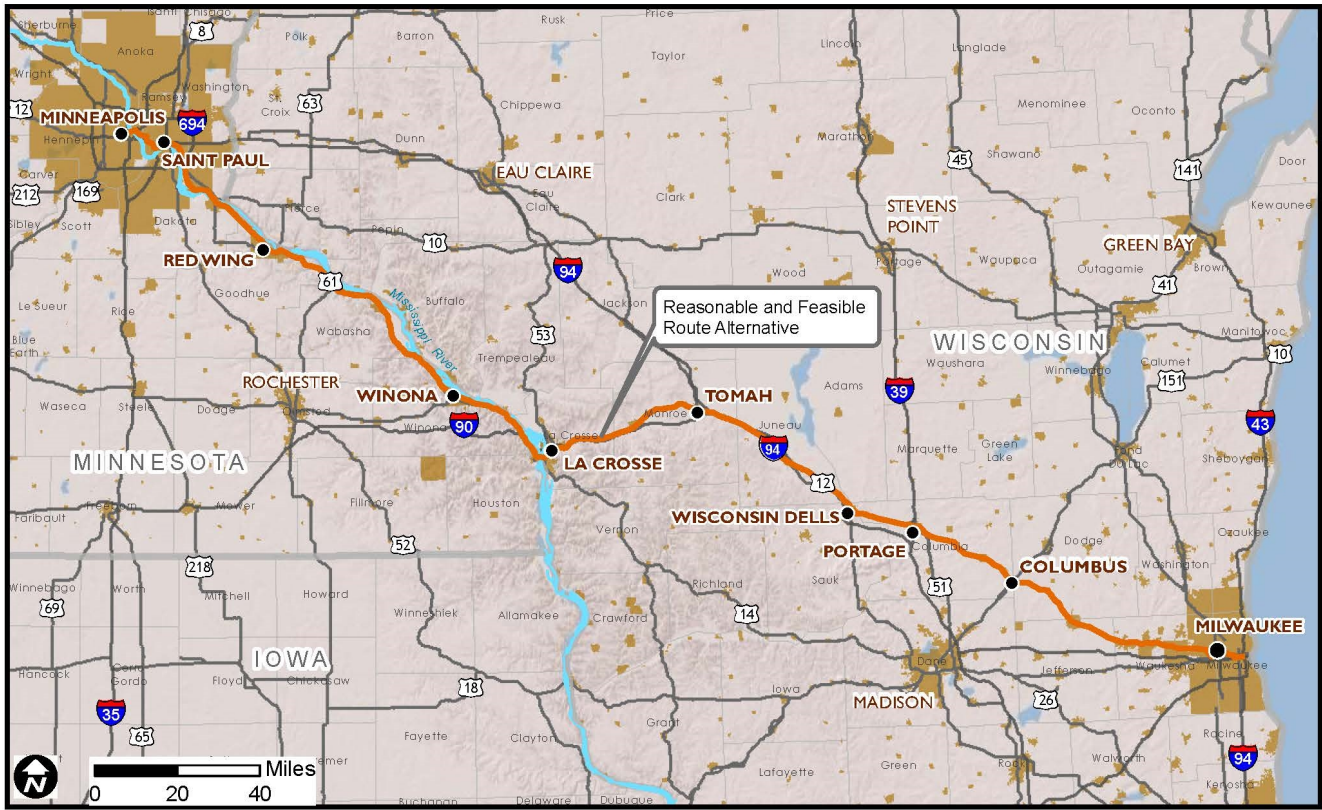 Isanti
Chisago
Sherburne
8
Polk
Barron
Rusk
Price
Lincoln
Langlade
Anoka
Taylor
Wright
Washington
Ramsey
St.
Croix
63
Chippewa
Menominee
Oconto
12
MINNEAPOLIS
694
Hennepin
SAINT PAUL
Dunn
Marathon
45
Shawano
Door
141
Carver
212
169
EAU CLAIRE
Eau
Claire
Clark
Kewaunee
Sibley
Scott
Dakota
Pierce
Pepin
10
STEVENS
POINT
Portage
Waupaca
GREEN BAY
Outagamie
Brown
RED WING
94
Wood
41
61
Le Sueur
Rice
Goodhue
Buffalo
Mississippi River
Jackson
Reasonable and Feasible
Route Alternative
Blue
Earth
Wabasha
53
Trempealeau
WISCONSIN
Manitowoc
10
Waushara
Winnebago
Calumet
151
ROCHESTER
WINONA
TOMAH
Adams
39
Waseca
Steele
Dodge
Olmsted
Winona
90
Monroe
La Crosse
Juneau
94
Marquette
Green
Lake
Fond
Du Lac
43
Sheboygan
MINNESOTA
LA CROSSE
12
Freeborn
Mower
Fillmore
Houston
Faribault
Vernon
WISCONSIN DELLS
PORTAGE
Columbia
Dodge
Ozaukee
52
COLUMBUS
Washington
218
Winnebago
Worth
Mitchell
Howard
Winneshiek
Allamakee
Crawford
Richland
Sauk
51
69
14
MILWAUKEE
IOWA
Hancock
Cerro
Gordo
Floyd
Chickasaw
18
Dane
Jefferson
Waukesha
Milwaukee
Iowa
MADISON
26
35
65
Fayette
Clayton
Grant
Racine
94
Lafayette
Green
Rock
Walworth
Kenosha
N
Miles
0
20
40
Buchanan
Delaware
Dubuque